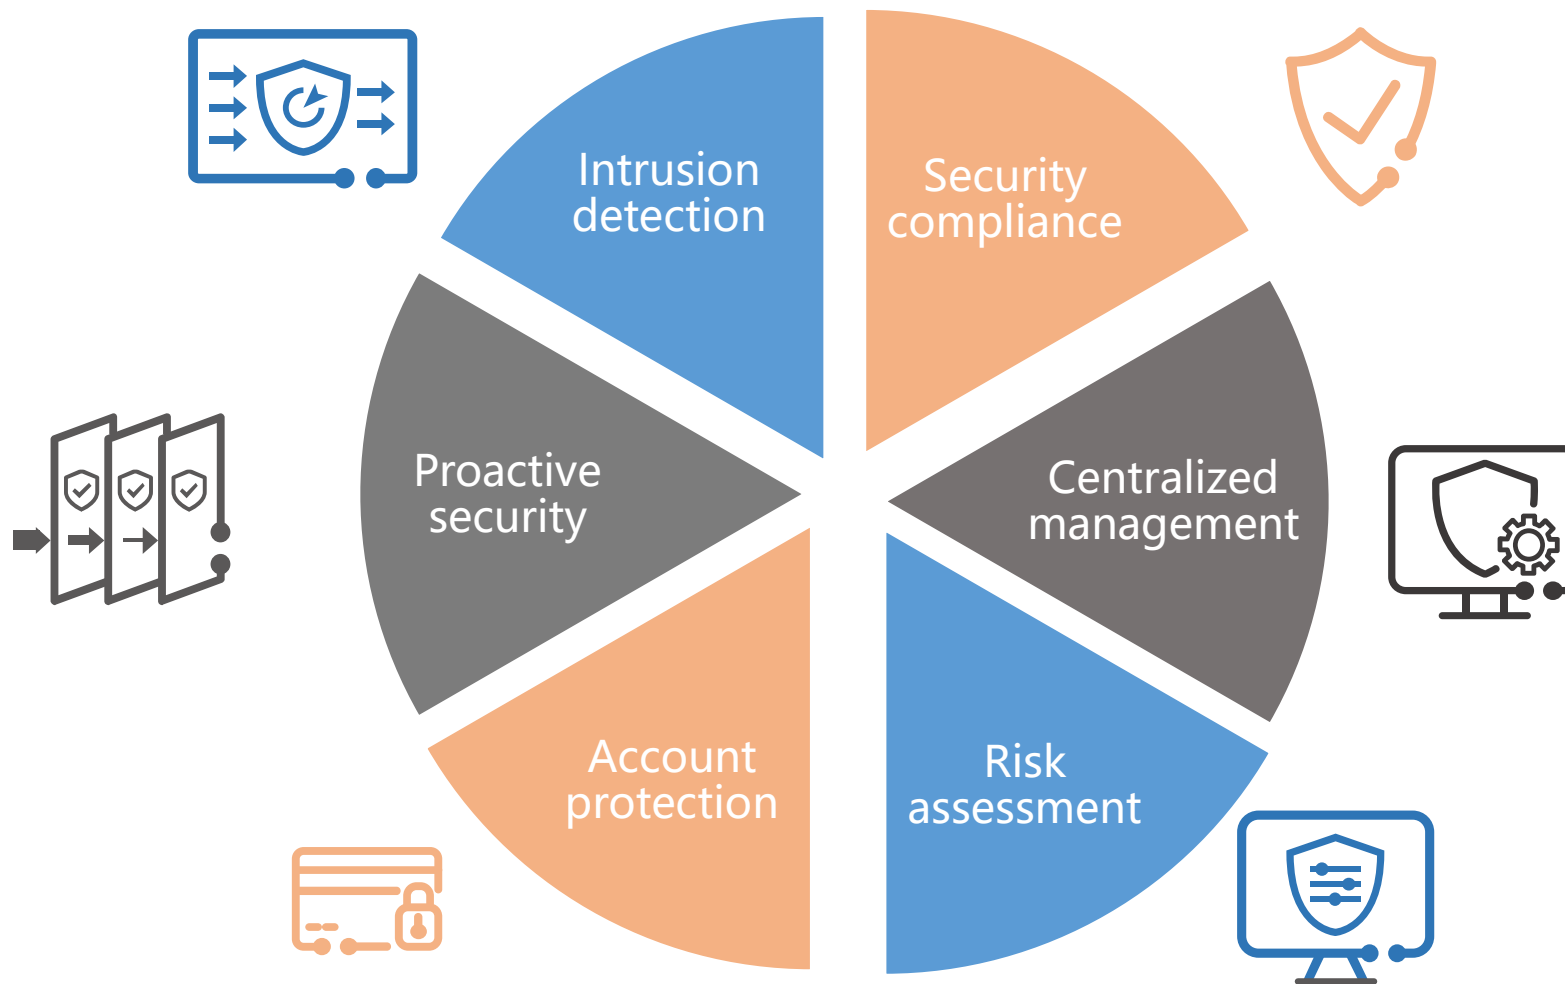 Intrusion
detection
Security
compliance
Proactive
security
Centralized
management
Account
protection
Risk
assessment